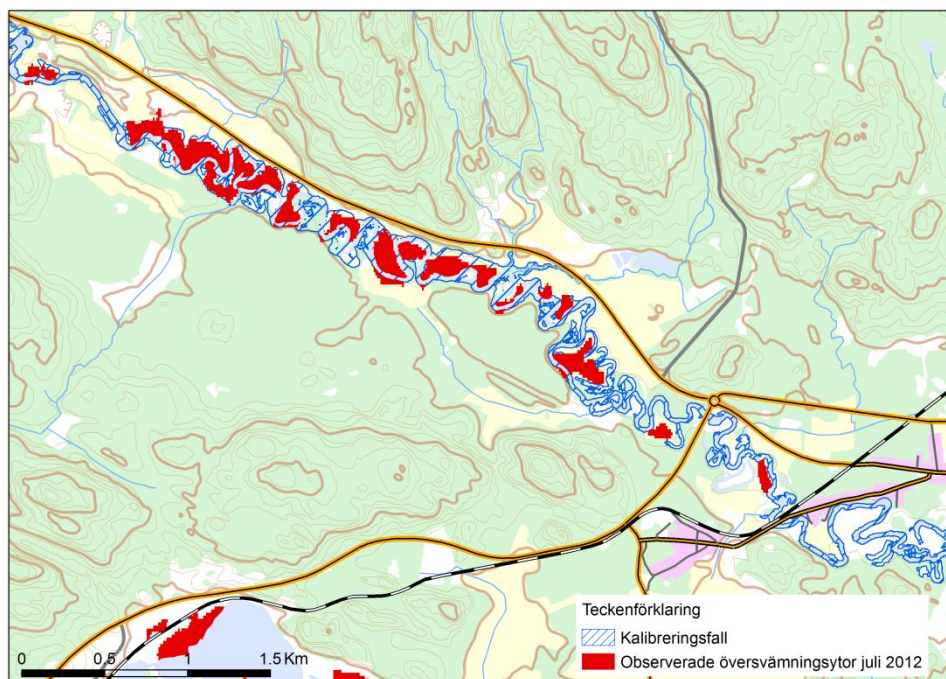 Teckenförklaring
Kalibreringsfall
Observerade översvämningsytor juli 2012
0 0.5 1 1.5 Km